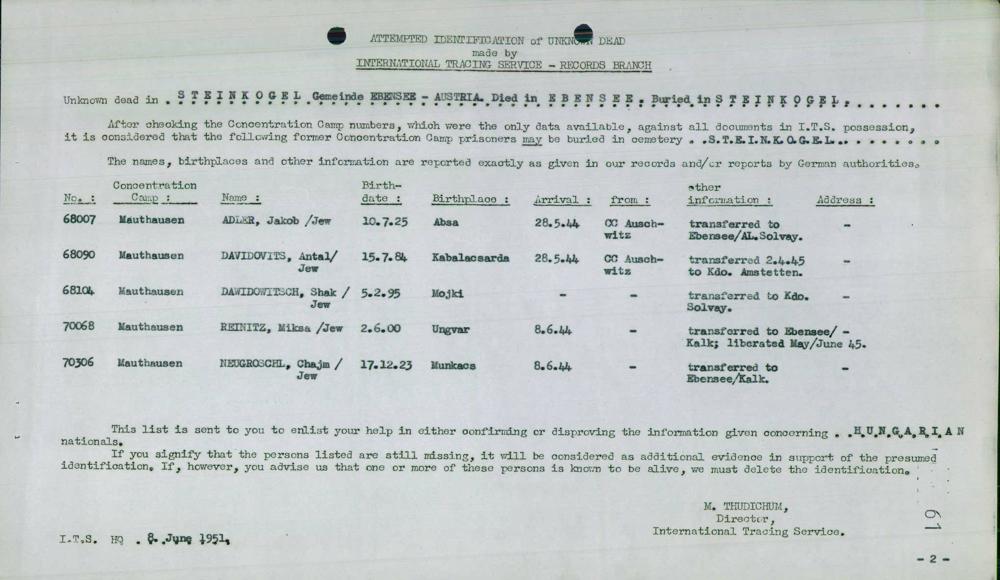 ATTEMPTED IDENTIFICATION of UNKNOWN DEAD
made by
INTERNATIONAL TRACING SERVICE - RECORDS BRANCH
Unknown dead in . S T E I N K O G E L . Gemeinde EBENSEE - AUSTRIA. Died in E B E N S E E . Buried in S T E I N K O G E L. . . . . . . .
After checking the Concentration Camp numbers, which were the only data available, against all documents in I.T.S. possession,
it is considered that the following former Concentration Camp prisoners may be buried in cemetery . .S.T.E.I.N.K.O.G.E.L. . . . . . . . .
The names, birthplaces and other information are reported exactly as given in our records and/or reports by German authorities.
No. : Concentration Camp : Name : Birth-date : Birthplace : Arrival : from : other information : Address :
68007 Mauthausen ADLER, Jakob /Jew 10.7.25 Absa 28.5.44 CC Ausch- transferred to -
witz Ebensee/AL.Solvay.
68090 Mauthausen DAVIDOVITS, Antal/ 15.7.84 Kabalacsarda 28.5.44 CC Ausch- transferred 2.4.45 -
Jew witz to Kdo. Amstetten.
68104 Mauthausen DAWIDOWITSCH, Shak / 5.2.95 Mojki - - transferred to Kdo. -
Jew Solvay.
70068 Mauthausen REINITZ, Miksa /Jew 2.6.00 Ungvar 8.6.44 - transferred to Ebensee/ -
Kalk; liberated May/June 45.
70306 Mauthausen NEUGROSCHL, Chajm / 17.12.23 Munkacs 8.6.44 - transferred to -
Jew Ebensee/Kalk.
This list is sent to you to enlist your help in either confirming or disproving the information given concerning . .H.U.N.G.A.R.I.A N
nationals.
If you signify that the persons listed are still missing, it will be considered as additional evidence in support of the presumed
identification. If, however, you advise us that one or more of these persons is known to be alive, we must delete the identification.
M. THUDICHUM,
Director,
International Tracing Service.
I.T.S. HQ . 8. June 1951.
61
- 2 -